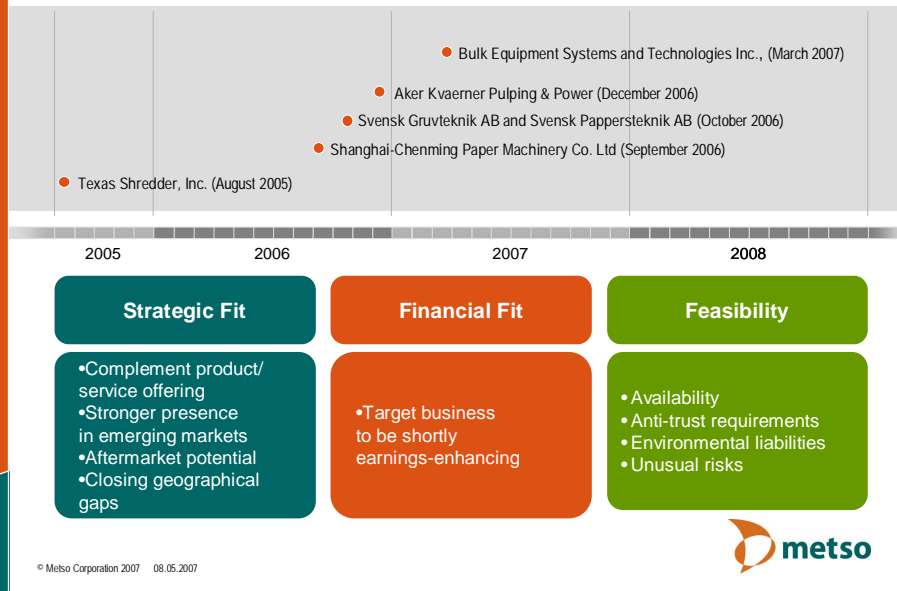 Bulk Equipment Systems and Technologies Inc., (March 2007)
Aker Kvaerner Pulping & Power (December 2006)
Svensk Gruvteknik AB and Svensk Pappersteknik AB (October 2006)
Shanghai-Chenming Paper Machinery Co. Ltd (September 2006)
Texas Shredder, Inc. (August 2005)
2005 2006 2007 2008
Strategic Fit
•Complement product/
service offering
•Stronger presence
in emerging markets
•Aftermarket potential
•Closing geographical
gaps
Financial Fit
•Target business
to be shortly
earnings-enhancing
Feasibility
•Availability
•Anti-trust requirements
•Environmental liabilities
•Unusual risks
metso
© Metso Corporation 2007 08.05.2007